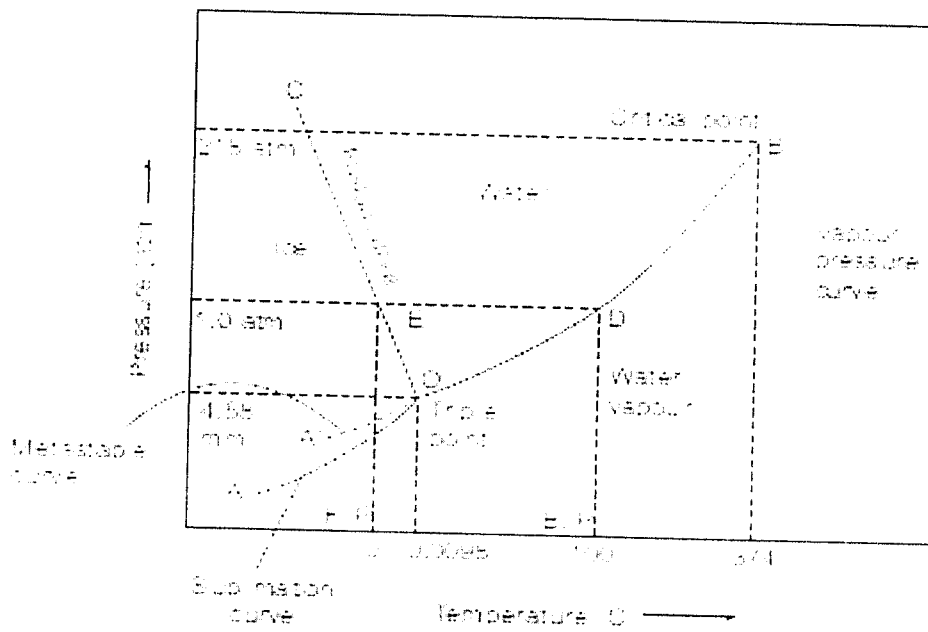 C
Critical point
218 atm
B
Water
Ice
vapour
pressure
curve
Pressure
1.0 atm
E
D
O
Water
vapour
4.58
mm
A'
Triple
point
Metastable
curve
A
F.P.
B.P.
0
0.0098
100
374
Sublimation
curve
Temperature °C